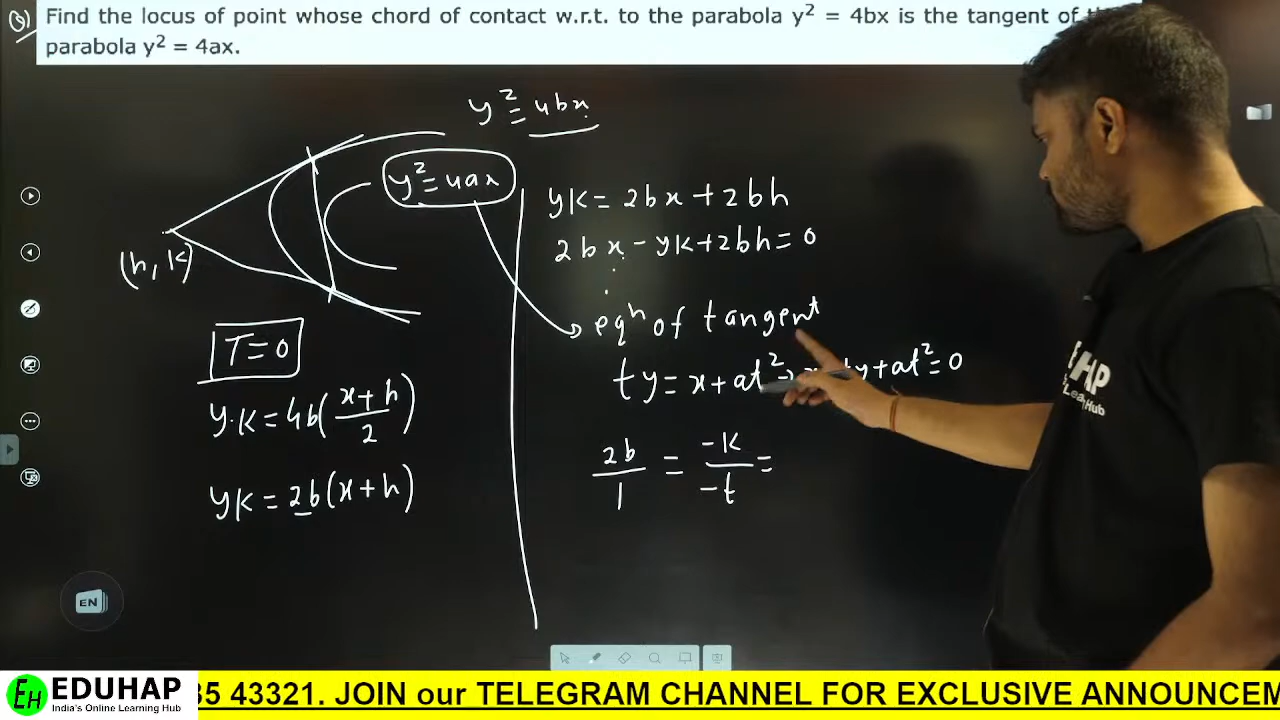 Q)
Find the locus of point whose chord of contact w.r.t. to the parabola y² = 4bx is the tangent of
parabola y² = 4ax.
y² = 4bx
y² = 4ax
(h, k)
T=0
y.k = 4b(x+h/2)
yk = 2b(x+h)
yk = 2bx + 2bh
2bx - yk + 2bh = 0
eqn of tangent
ty = x + at²
y + at² = 0
2b/1 = -k/-t =
EN
EH EDUHAP
India's Online Learning Hub
35 43321. JOIN our TELEGRAM CHANNEL FOR EXCLUSIVE ANNOUNCEM